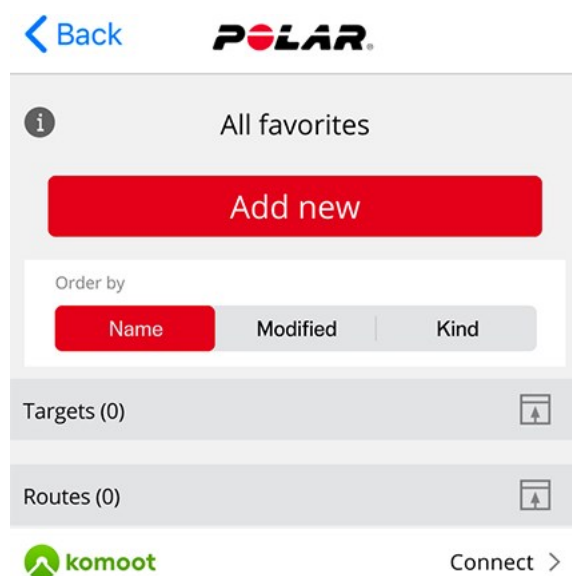 Back
POLAR®
i
All favorites
Add new
Order by
Name Modified Kind
Targets (0)
Routes (0)
komoot Connect